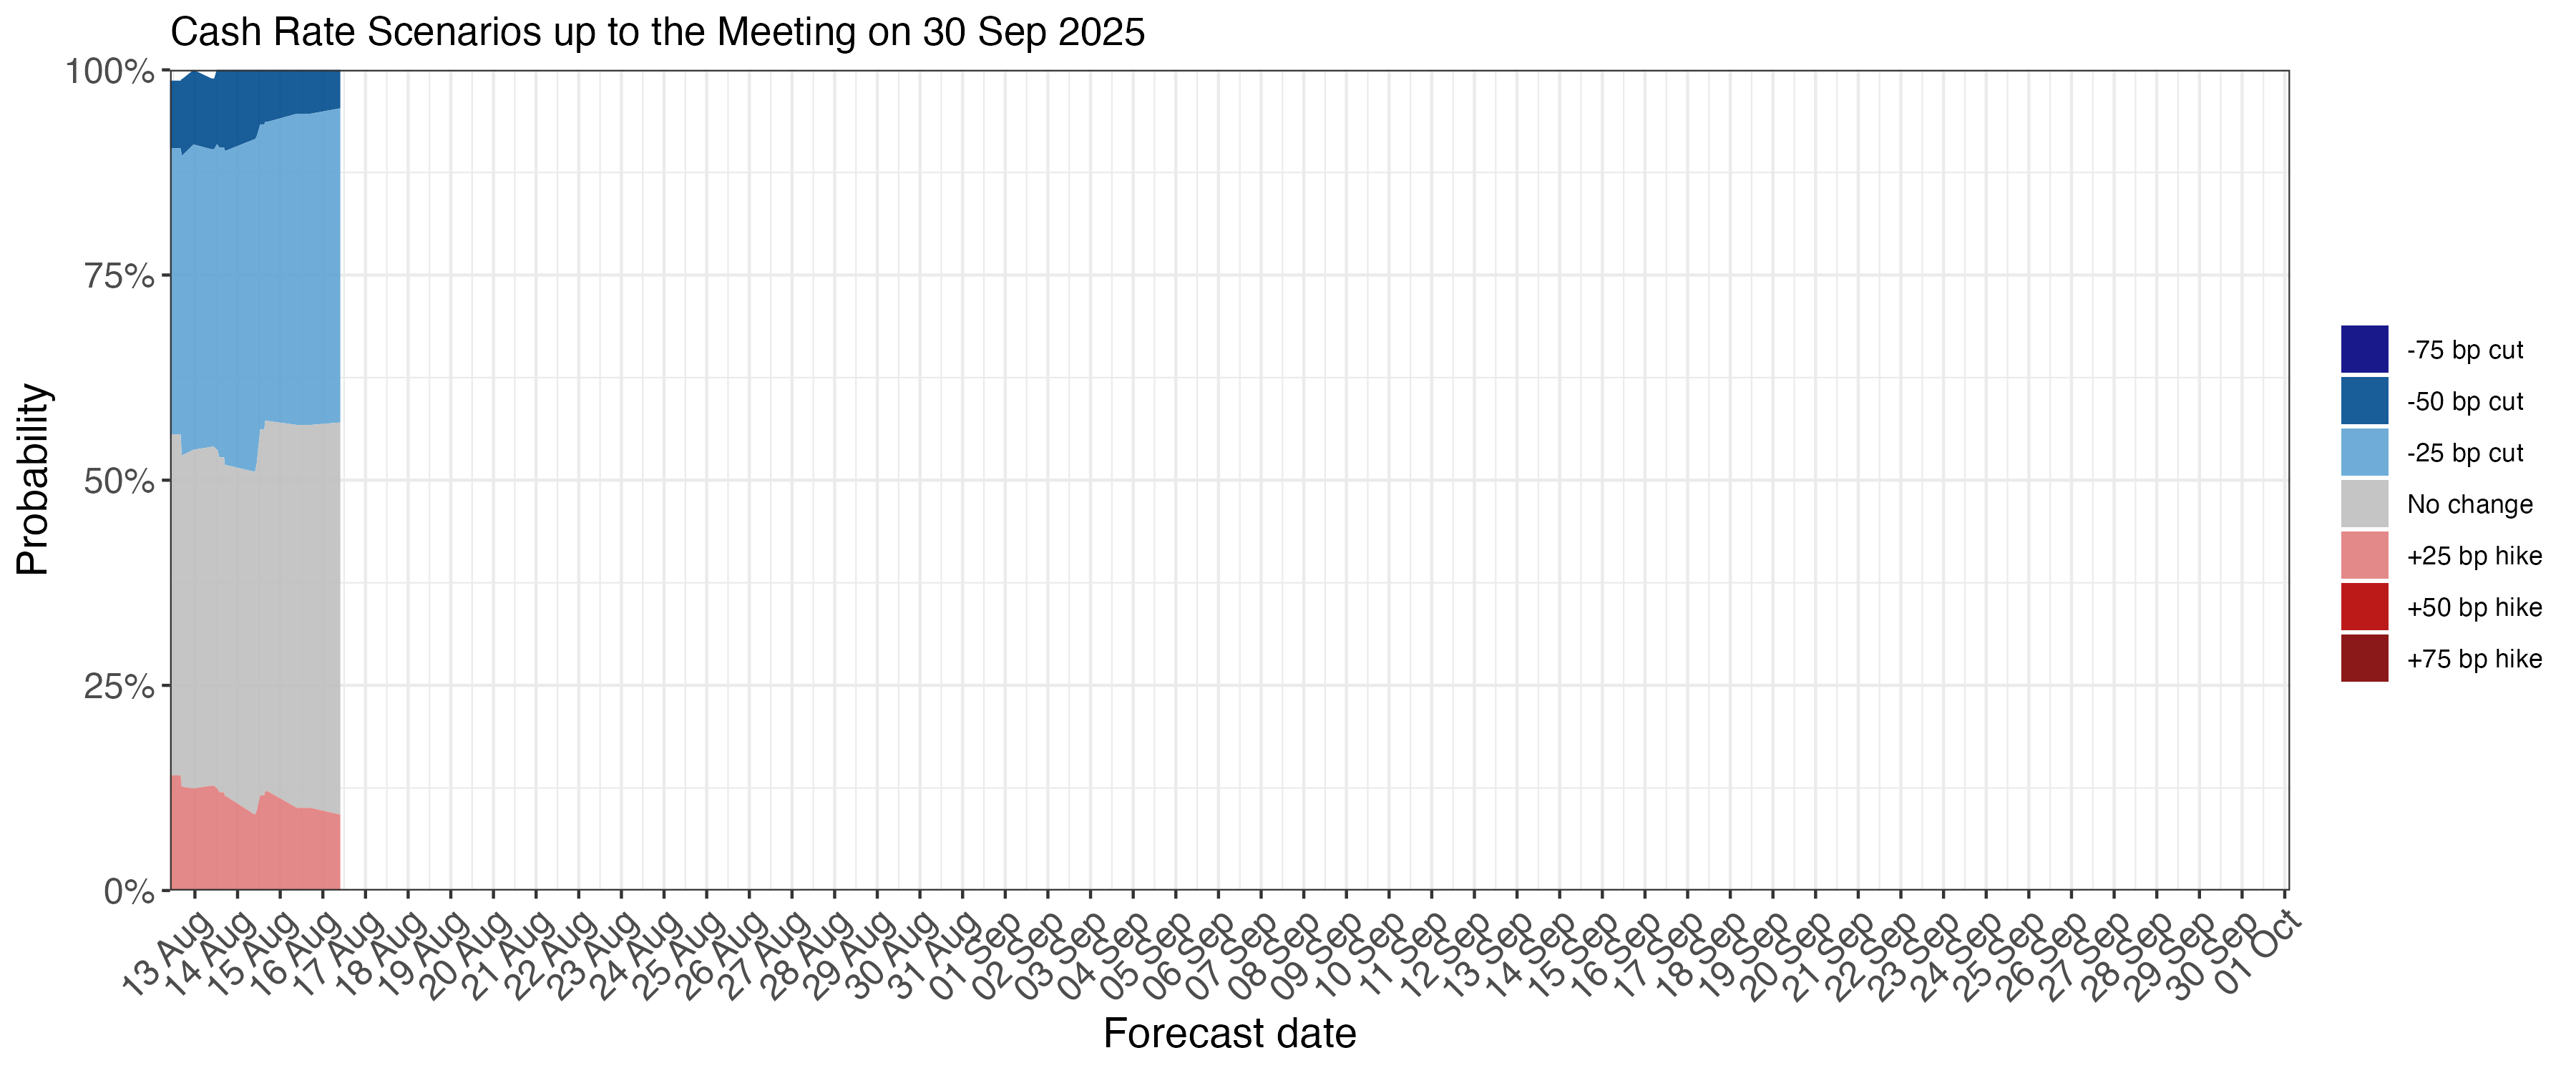 Cash Rate Scenarios up to the Meeting on 30 Sep 2025
100%
75%
50%
25%
0%
Probability
13 Aug
14 Aug
15 Aug
16 Aug
17 Aug
18 Aug
19 Aug
20 Aug
21 Aug
22 Aug
23 Aug
24 Aug
25 Aug
26 Aug
27 Aug
28 Aug
29 Aug
30 Aug
31 Aug
01 Sep
02 Sep
03 Sep
04 Sep
05 Sep
06 Sep
07 Sep
08 Sep
09 Sep
10 Sep
11 Sep
12 Sep
13 Sep
14 Sep
15 Sep
16 Sep
17 Sep
18 Sep
19 Sep
20 Sep
21 Sep
22 Sep
23 Sep
24 Sep
25 Sep
26 Sep
27 Sep
28 Sep
29 Sep
30 Sep
01 Oct
Forecast date
-75 bp cut
-50 bp cut
-25 bp cut
No change
+25 bp hike
+50 bp hike
+75 bp hike